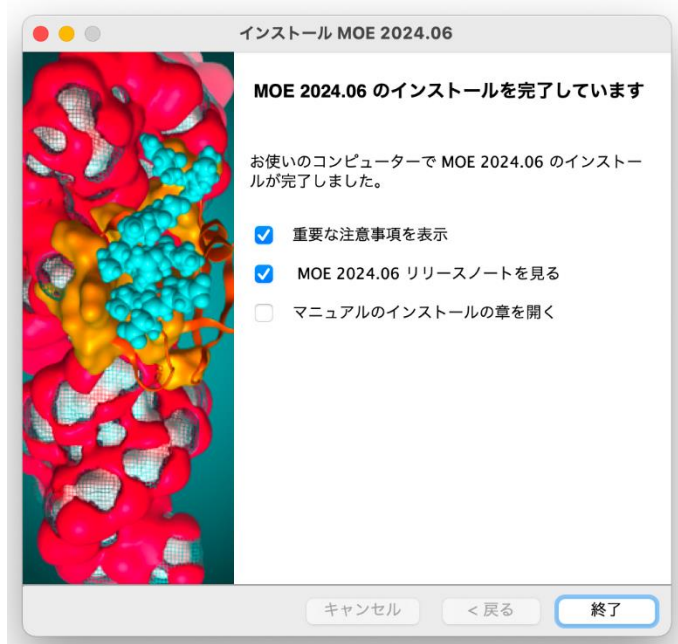 インストール MOE 2024.06
MOE 2024.06 のインストールを完了しています
お使いのコンピューターで MOE 2024.06 のインストー
ルが完了しました。
重要な注意事項を表示
MOE 2024.06 リリースノートを見る
マニュアルのインストールの章を開く
キャンセル
< 戻る
終了